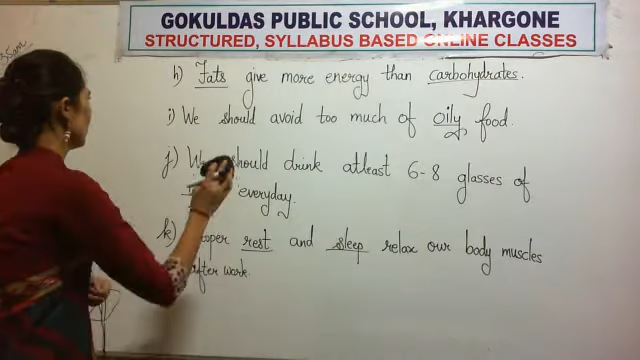 GOKULDAS PUBLIC SCHOOL, KHARGONE
STRUCTURED, SYLLABUS BASED ONLINE CLASSES
h) Fats give more energy than carbohydrates.
i) We should avoid too much of oily food.
j) We should drink atleast 6-8 glasses of
everyday.
k) rest and sleep relax our body muscles
after work.